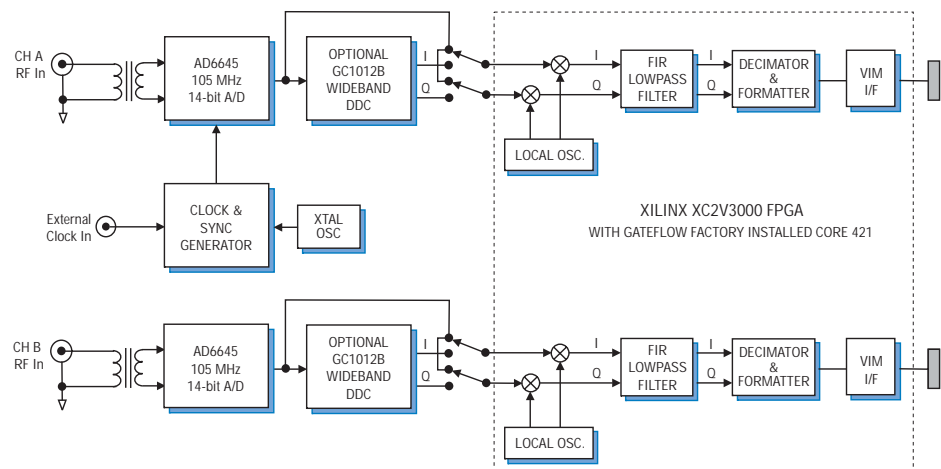 CH A
RF In
AD6645
105 MHz
14-bit A/D
OPTIONAL
GC1012B
WIDEBAND
DDC
I
Q
I
Q
LOCAL OSC.
FIR
LOWPASS
FILTER
I
Q
DECIMATOR
&
FORMATTER
VIM
I/F
External
Clock In
CLOCK &
SYNC
GENERATOR
XTAL
OSC
XILINX XC2V3000 FPGA
WITH GATEFLOW FACTORY INSTALLED CORE 421
CH B
RF In
AD6645
105 MHz
14-bit A/D
OPTIONAL
GC1012B
WIDEBAND
DDC
I
Q
I
Q
LOCAL OSC.
FIR
LOWPASS
FILTER
I
Q
DECIMATOR
&
FORMATTER
VIM
I/F